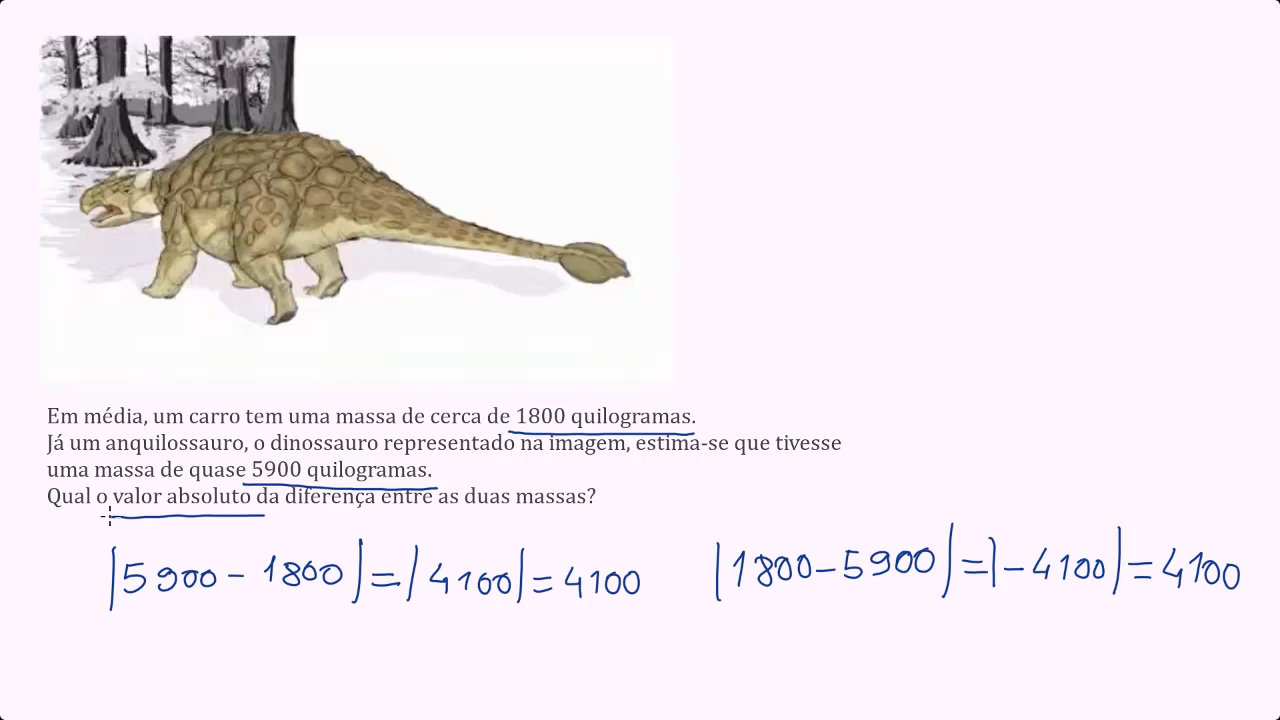 Em média, um carro tem uma massa de cerca de 1800 quilogramas.
Já um anquilossauro, o dinossauro representado na imagem, estima-se que tivesse
uma massa de quase 5900 quilogramas.
Qual o valor absoluto da diferença entre as duas massas?
|5900 - 1800| = |4100| = 4100
|1800 - 5900| = |-4100| = 4100